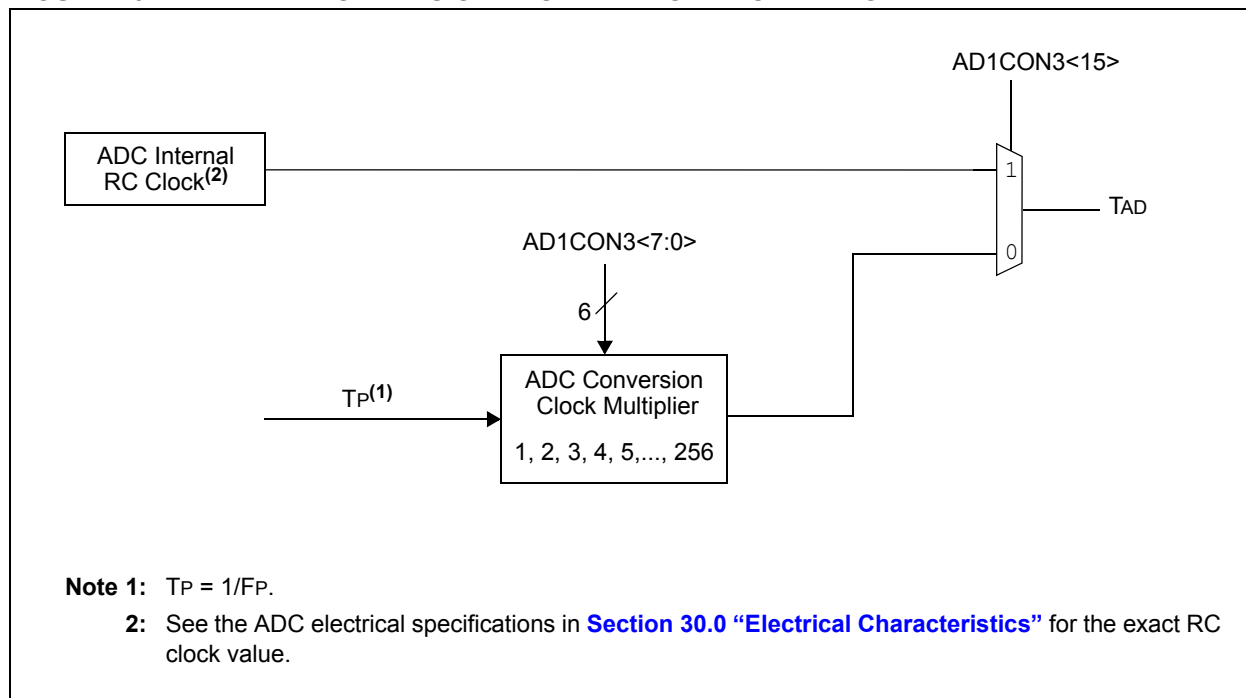 AD1CON3<15>
ADC Internal
RC Clock(2)
1
TAD
AD1CON3<7:0>
0
6
ADC Conversion
Clock Multiplier
TP(1)
1, 2, 3, 4, 5,..., 256
Note 1: TP = 1/FP.
2: See the ADC electrical specifications in Section 30.0 “Electrical Characteristics” for the exact RC
clock value.